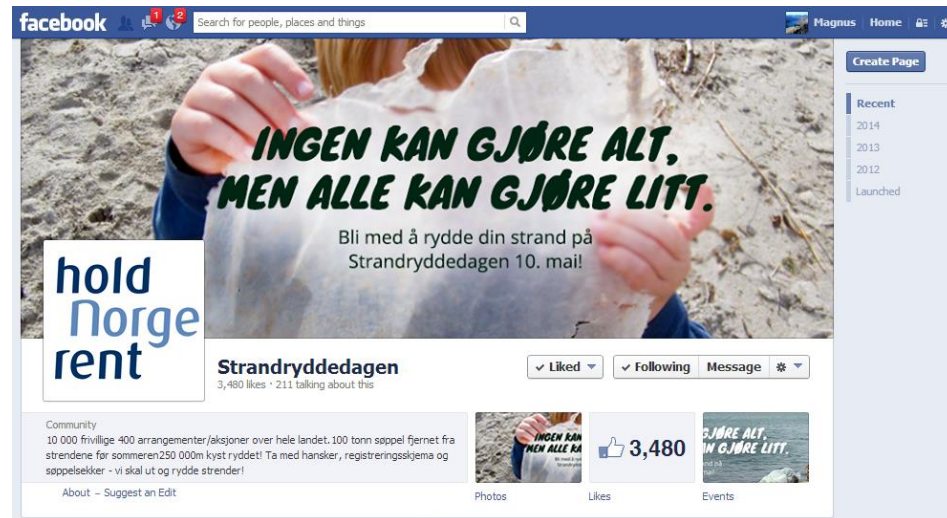 facebook
1
2
Search for people, places and things
Magnus
Home
INGEN KAN GJØRE ALT,
MEN ALLE KAN GJØRE LITT.
Bli med å rydde din strand på
Strandryddedagen 10. mai!
hold
Norge
rent
Create Page
Recent
2014
2013
2012
Launched
Strandryddedagen
3,480 likes · 211 talking about this
✓ Liked
✓ Following
Message
Community
10 000 frivillige 400 arrangementer/aksjoner over hele landet.100 tonn søppel fjernet fra
strendene før sommeren250 000m kyst ryddet! Ta med hansker, registreringsskjema og
søppelsekker - vi skal ut og rydde strender!
About – Suggest an Edit
INGEN KAN
MEN ALLE KA
Photos
3,480
Likes
GJØRE ALT,
N GJØRE LITT.
Events